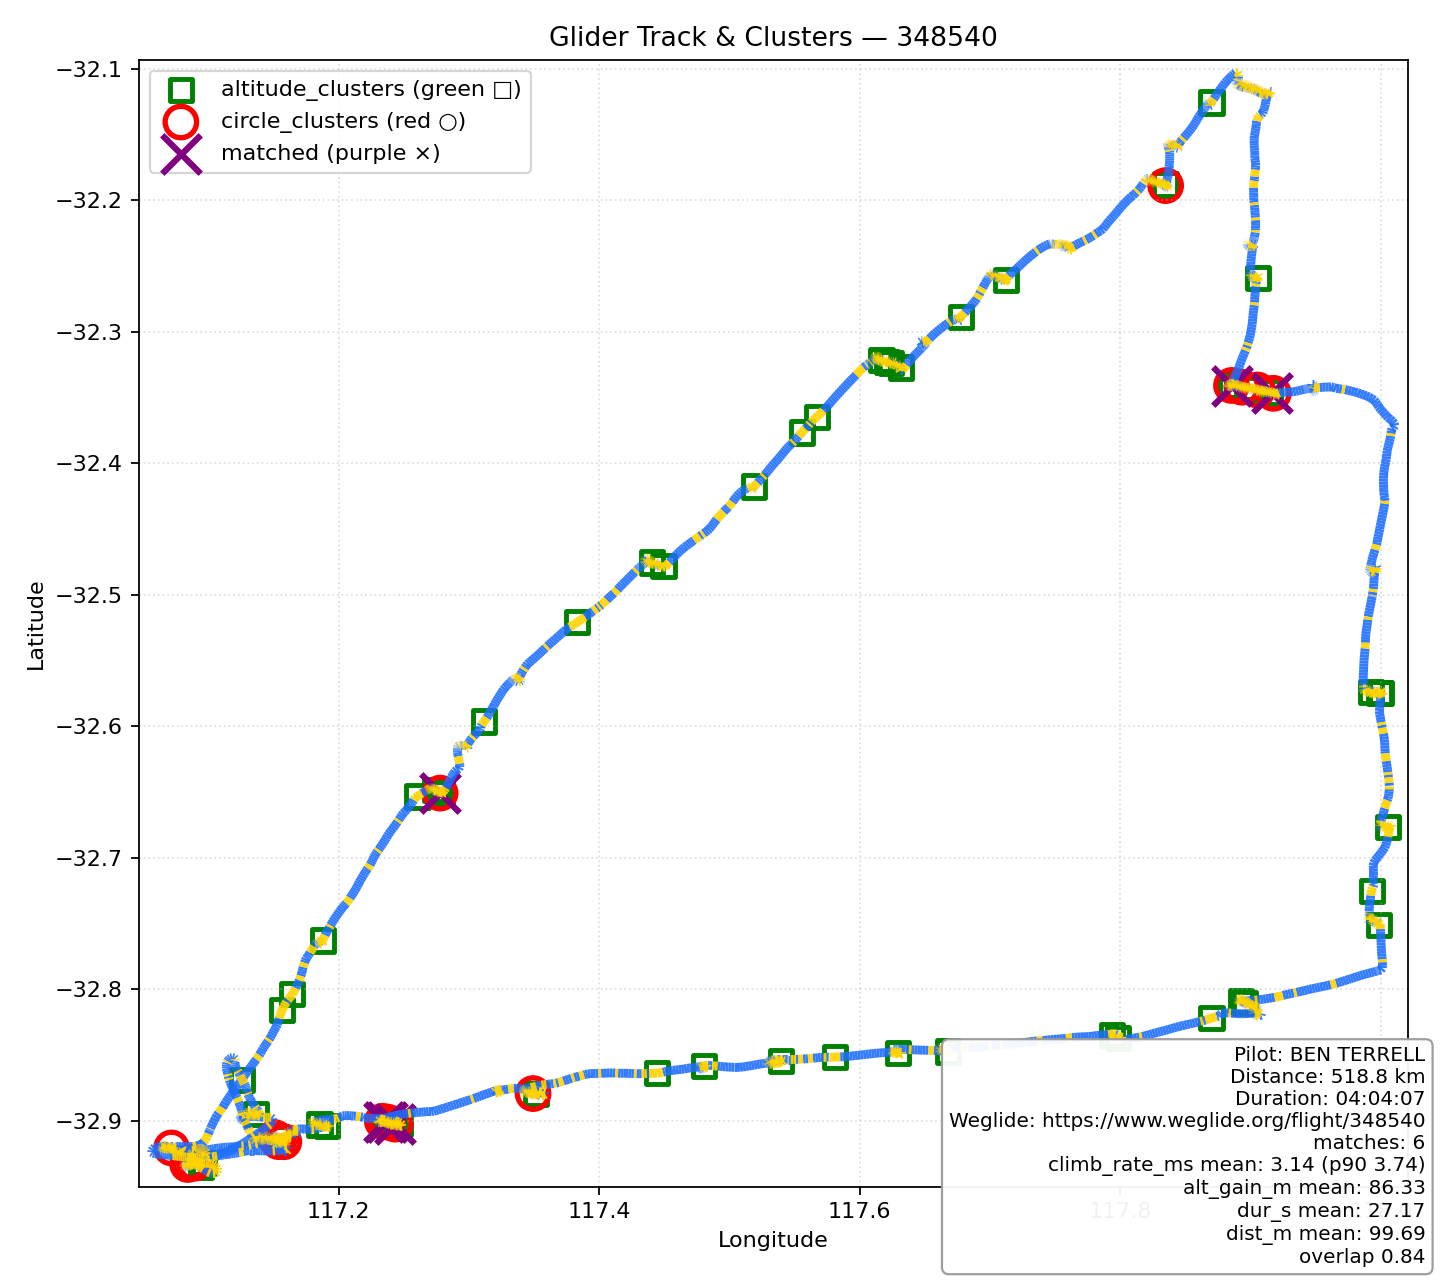 Glider Track & Clusters — 348540
altitude_clusters (green □)
circle_clusters (red ○)
matched (purple ×)
−32.1
−32.2
−32.3
−32.4
−32.5
−32.6
−32.7
−32.8
−32.9
Latitude
117.2
117.4
117.6
117.8
Longitude
Pilot: BEN TERRELL
Distance: 518.8 km
Duration: 04:04:07
Weglide: https://www.weglide.org/flight/348540
matches: 6
climb_rate_ms mean: 3.14 (p90 3.74)
alt_gain_m mean: 86.33
dur_s mean: 27.17
dist_m mean: 99.69
overlap 0.84